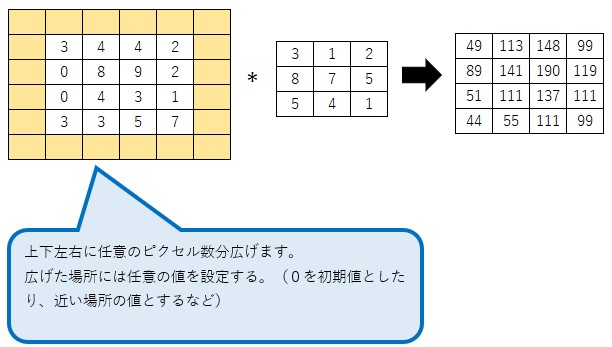 3 4 4 2
0 8 9 2
0 4 3 1
3 3 5 7
*
3 1 2
8 7 5
5 4 1
49 113 148 99
89 141 190 119
51 111 137 111
44 55 111 99
上下左右に任意のピクセル数分広げます。
広げた場所には任意の値を設定する。（０を初期値とした
り、近い場所の値とするなど）